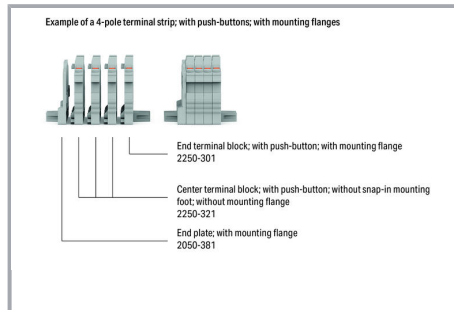 Example of a 4-pole terminal strip; with push-buttons; with mounting flanges
End terminal block; with push-button; with mounting flange
2250-301
Center terminal block; with push-button; without snap-in mounting
foot; without mounting flange
2250-321
End plate; with mounting flange
2050-381